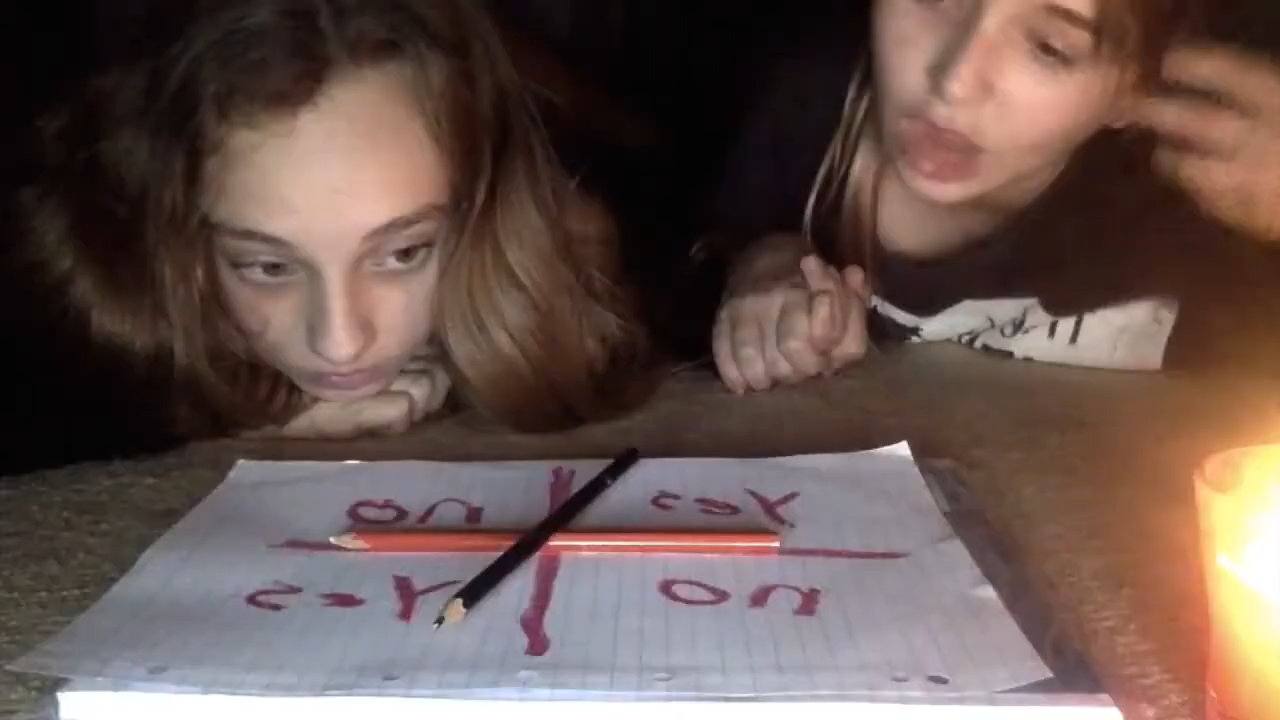 no yes
yes no